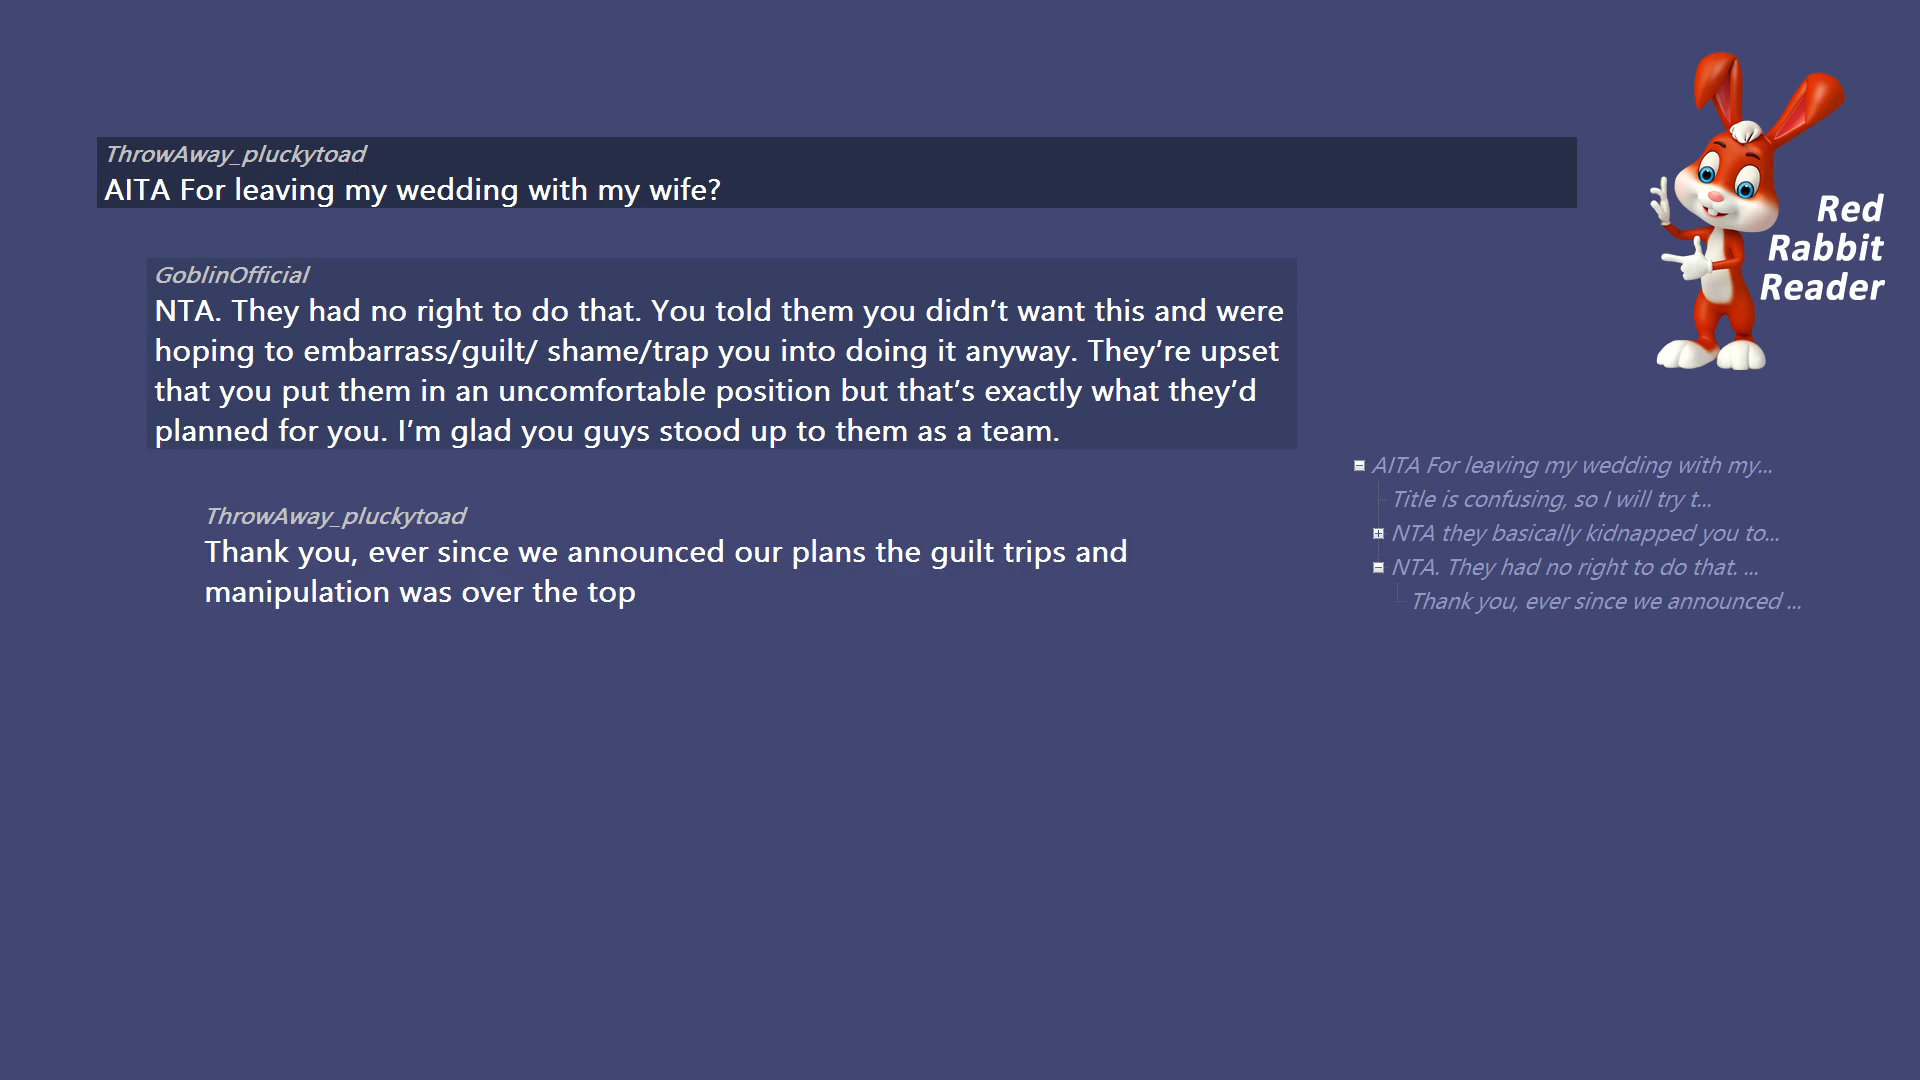 ThrowAway_pluckytoad
AITA For leaving my wedding with my wife?
GoblinOfficial
NTA. They had no right to do that. You told them you didn’t want this and were
hoping to embarrass/guilt/ shame/trap you into doing it anyway. They’re upset
that you put them in an uncomfortable position but that’s exactly what they’d
planned for you. I’m glad you guys stood up to them as a team.
ThrowAway_pluckytoad
Thank you, ever since we announced our plans the guilt trips and
manipulation was over the top
Red
Rabbit
Reader
AITA For leaving my wedding with my...
Title is confusing, so I will try t...
NTA they basically kidnapped you to...
NTA. They had no right to do that. ...
Thank you, ever since we announced ...